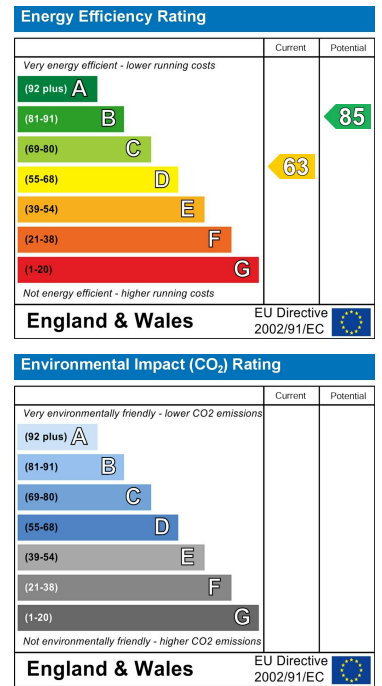 Energy Efficiency Rating
Current Potential
Very energy efficient - lower running costs
(92 plus) A
(81-91) B
85
(69-80) C
63
(55-68) D
(39-54) E
(21-38) F
(1-20) G
Not energy efficient - higher running costs
England & Wales
EU Directive
2002/91/EC
Environmental Impact (CO₂) Rating
Current Potential
Very environmentally friendly - lower CO2 emissions
(92 plus) A
(81-91) B
(69-80) C
(55-68) D
(39-54) E
(21-38) F
(1-20) G
Not environmentally friendly - higher CO2 emissions
England & Wales
EU Directive
2002/91/EC